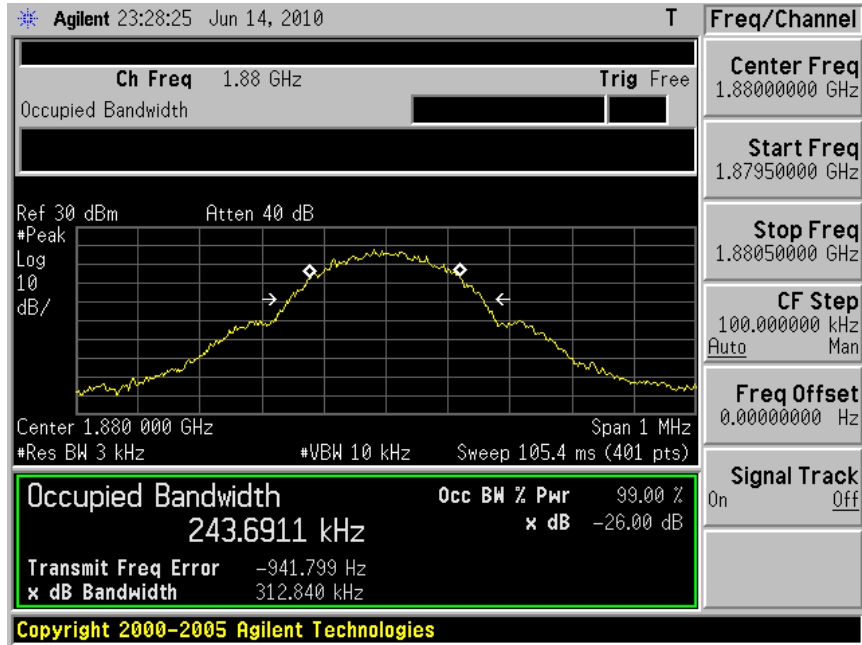 Agilent 23:28:25 Jun 14, 2010 T
Freq/Channel
Ch Freq 1.88 GHz Trig Free
Occupied Bandwidth
Center Freq
1.88000000 GHz
Start Freq
1.87950000 GHz
Stop Freq
1.88050000 GHz
CF Step
100.000000 kHz
Auto Man
Freq Offset
0.00000000 Hz
Signal Track
On Off
Ref 30 dBm Atten 40 dB
#Peak
Log
10
dB/
Center 1.880 000 GHz Span 1 MHz
#Res BW 3 kHz #VBW 10 kHz Sweep 105.4 ms (401 pts)
Occupied Bandwidth
243.6911 kHz
Occ BW % Pwr 99.00 %
x dB -26.00 dB
Transmit Freq Error -941.799 Hz
x dB Bandwidth 312.840 kHz
Copyright 2000-2005 Agilent Technologies